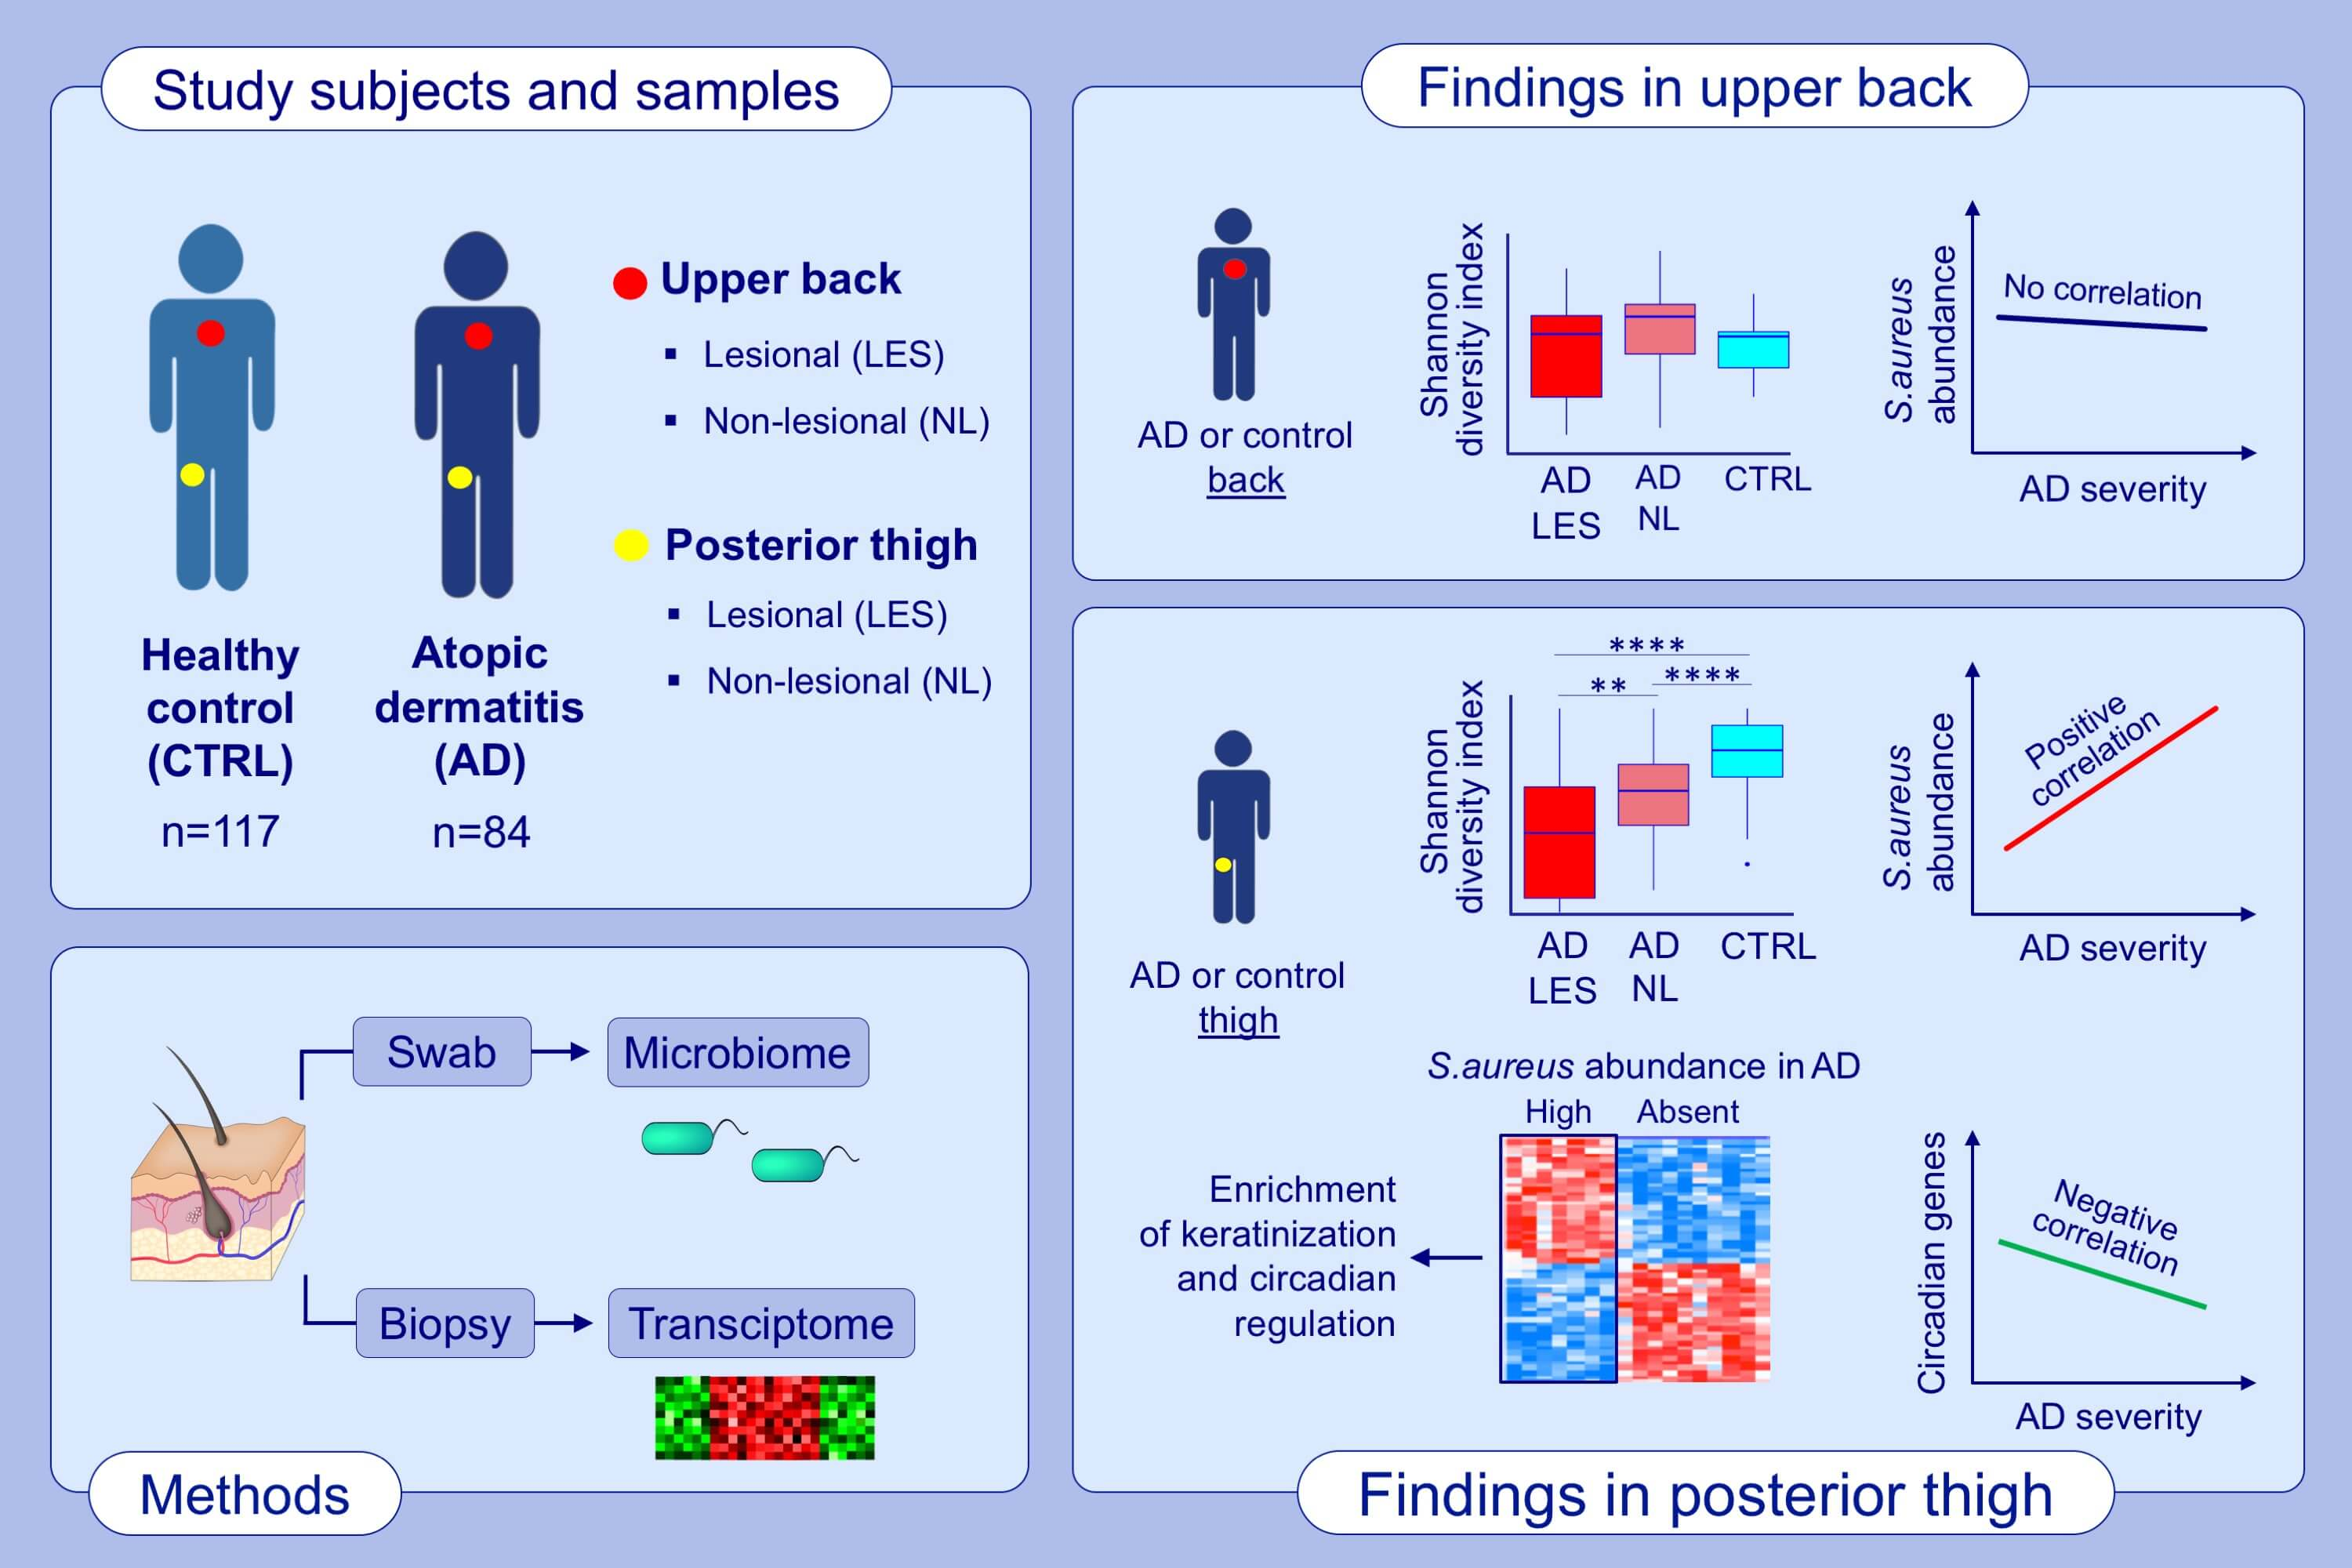 Study subjects and samples
Upper back
▪ Lesional (LES)
▪ Non-lesional (NL)
Posterior thigh
▪ Lesional (LES)
▪ Non-lesional (NL)
Healthy
control
(CTRL)
n=117
Atopic
dermatitis
(AD)
n=84
Swab
Microbiome
Biopsy
Transciptome
Methods
Findings in upper back
AD or control
back
Shannon
diversity index
AD
LES
AD
NL
CTRL
S.aureus
abundance
No correlation
AD severity
AD or control
thigh
Shannon
diversity index
****
**
****
AD
LES
AD
NL
CTRL
S.aureus
abundance
Positive
correlation
AD severity
S.aureus abundance in AD
High
Absent
Enrichment
of keratinization
and circadian
regulation
Circadian genes
Negative
correlation
AD severity
Findings in posterior thigh